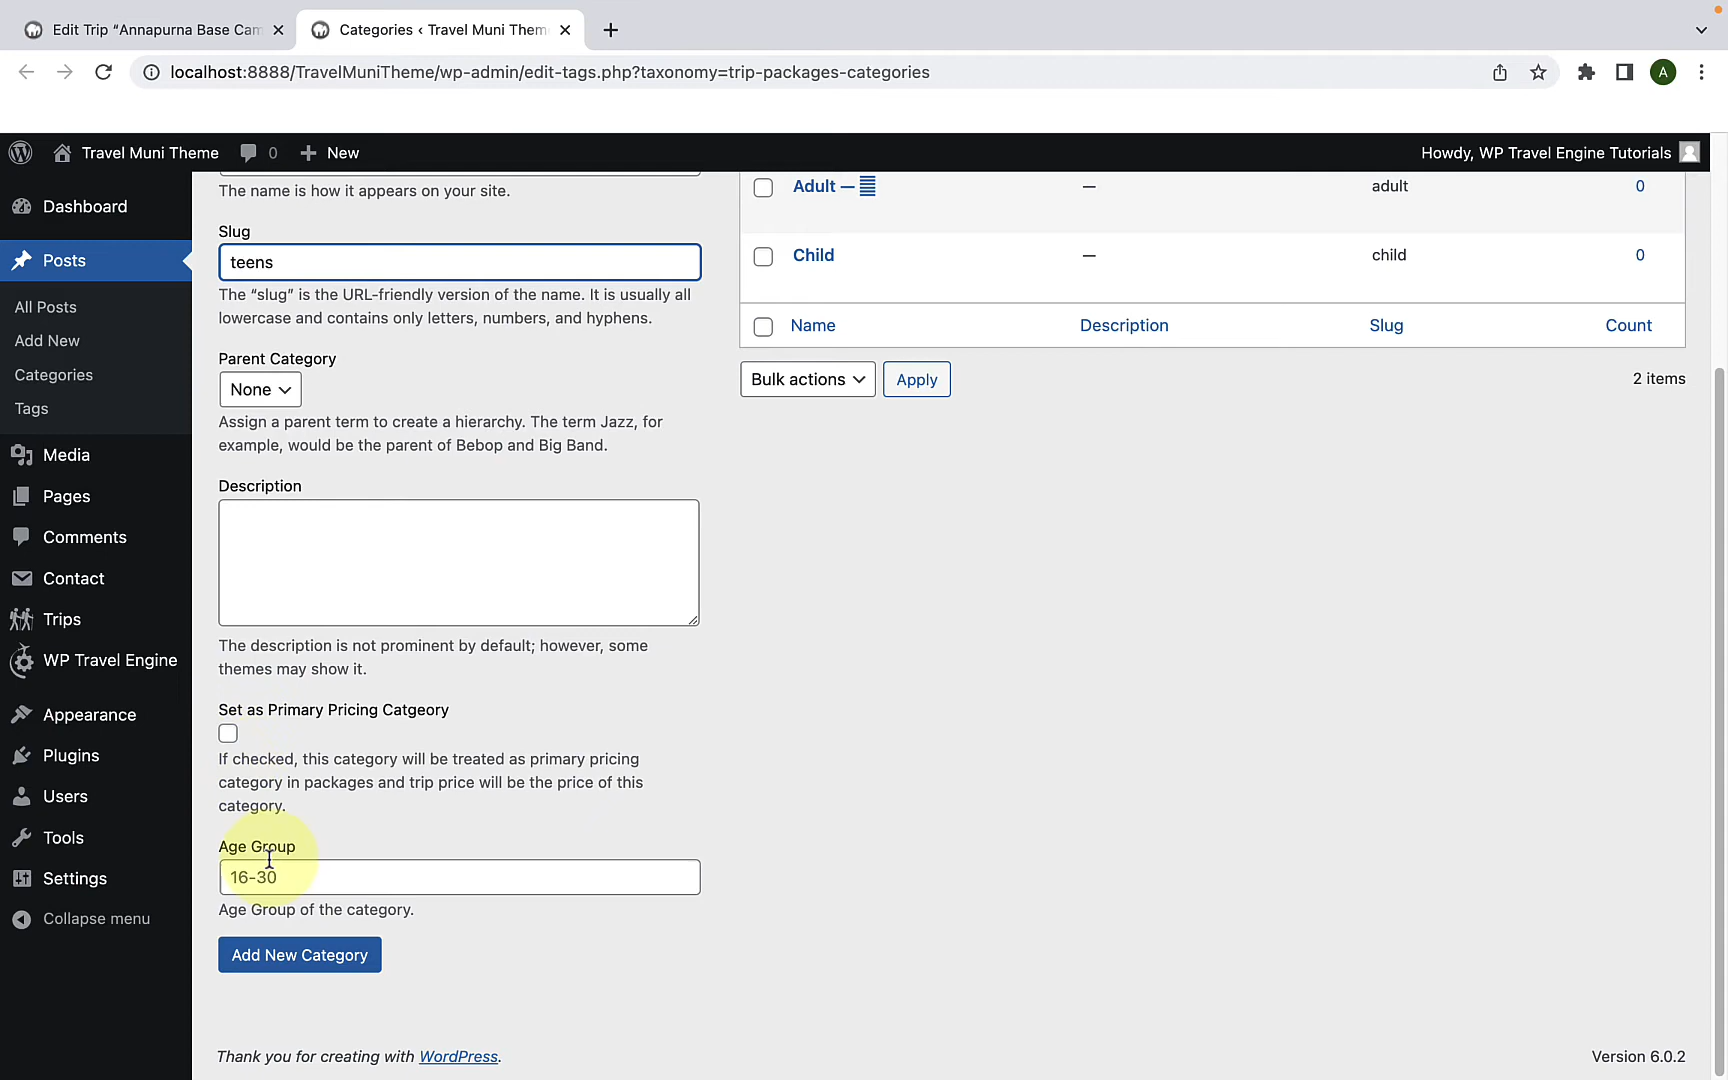 Edit Trip “Annapurna Base Cam
Categories ‹ Travel Muni Them
localhost:8888/TravelMuniTheme/wp-admin/edit-tags.php?taxonomy=trip-packages-categories
A
Travel Muni Theme
0
New
Howdy, WP Travel Engine Tutorials
Dashboard
Posts
All Posts
Add New
Categories
Tags
Media
Pages
Comments
Contact
Trips
WP Travel Engine
Appearance
Plugins
Users
Tools
Settings
Collapse menu
The name is how it appears on your site.
Slug
teens
The “slug” is the URL-friendly version of the name. It is usually all
lowercase and contains only letters, numbers, and hyphens.
Parent Category
None
Assign a parent term to create a hierarchy. The term Jazz, for
example, would be the parent of Bebop and Big Band.
Description
The description is not prominent by default; however, some
themes may show it.
Set as Primary Pricing Catgeory
If checked, this category will be treated as primary pricing
category in packages and trip price will be the price of this
category.
Age Group
16-30
Age Group of the category.
Add New Category
Adult — — adult 0
Child — child 0
Name Description Slug Count
Bulk actions Apply 2 items
Thank you for creating with WordPress.
Version 6.0.2